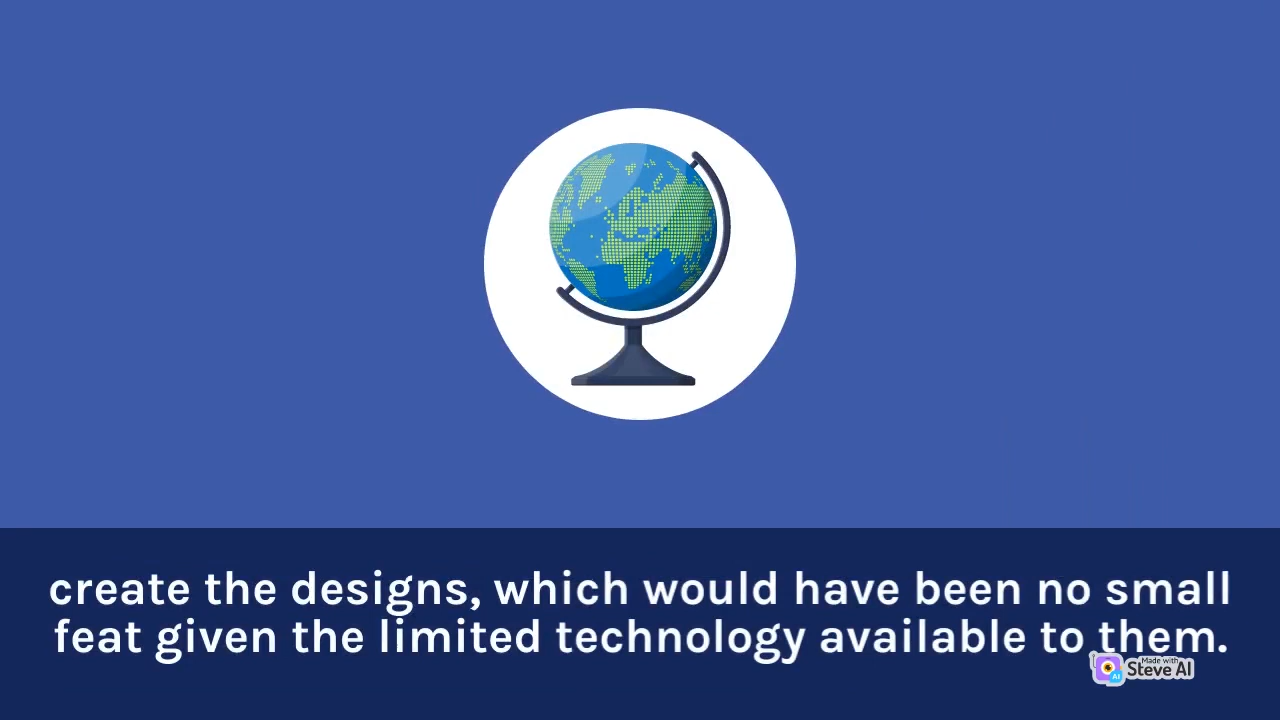 create the designs, which would have been no small
feat given the limited technology available to them.
Made with
Steve AI
AI